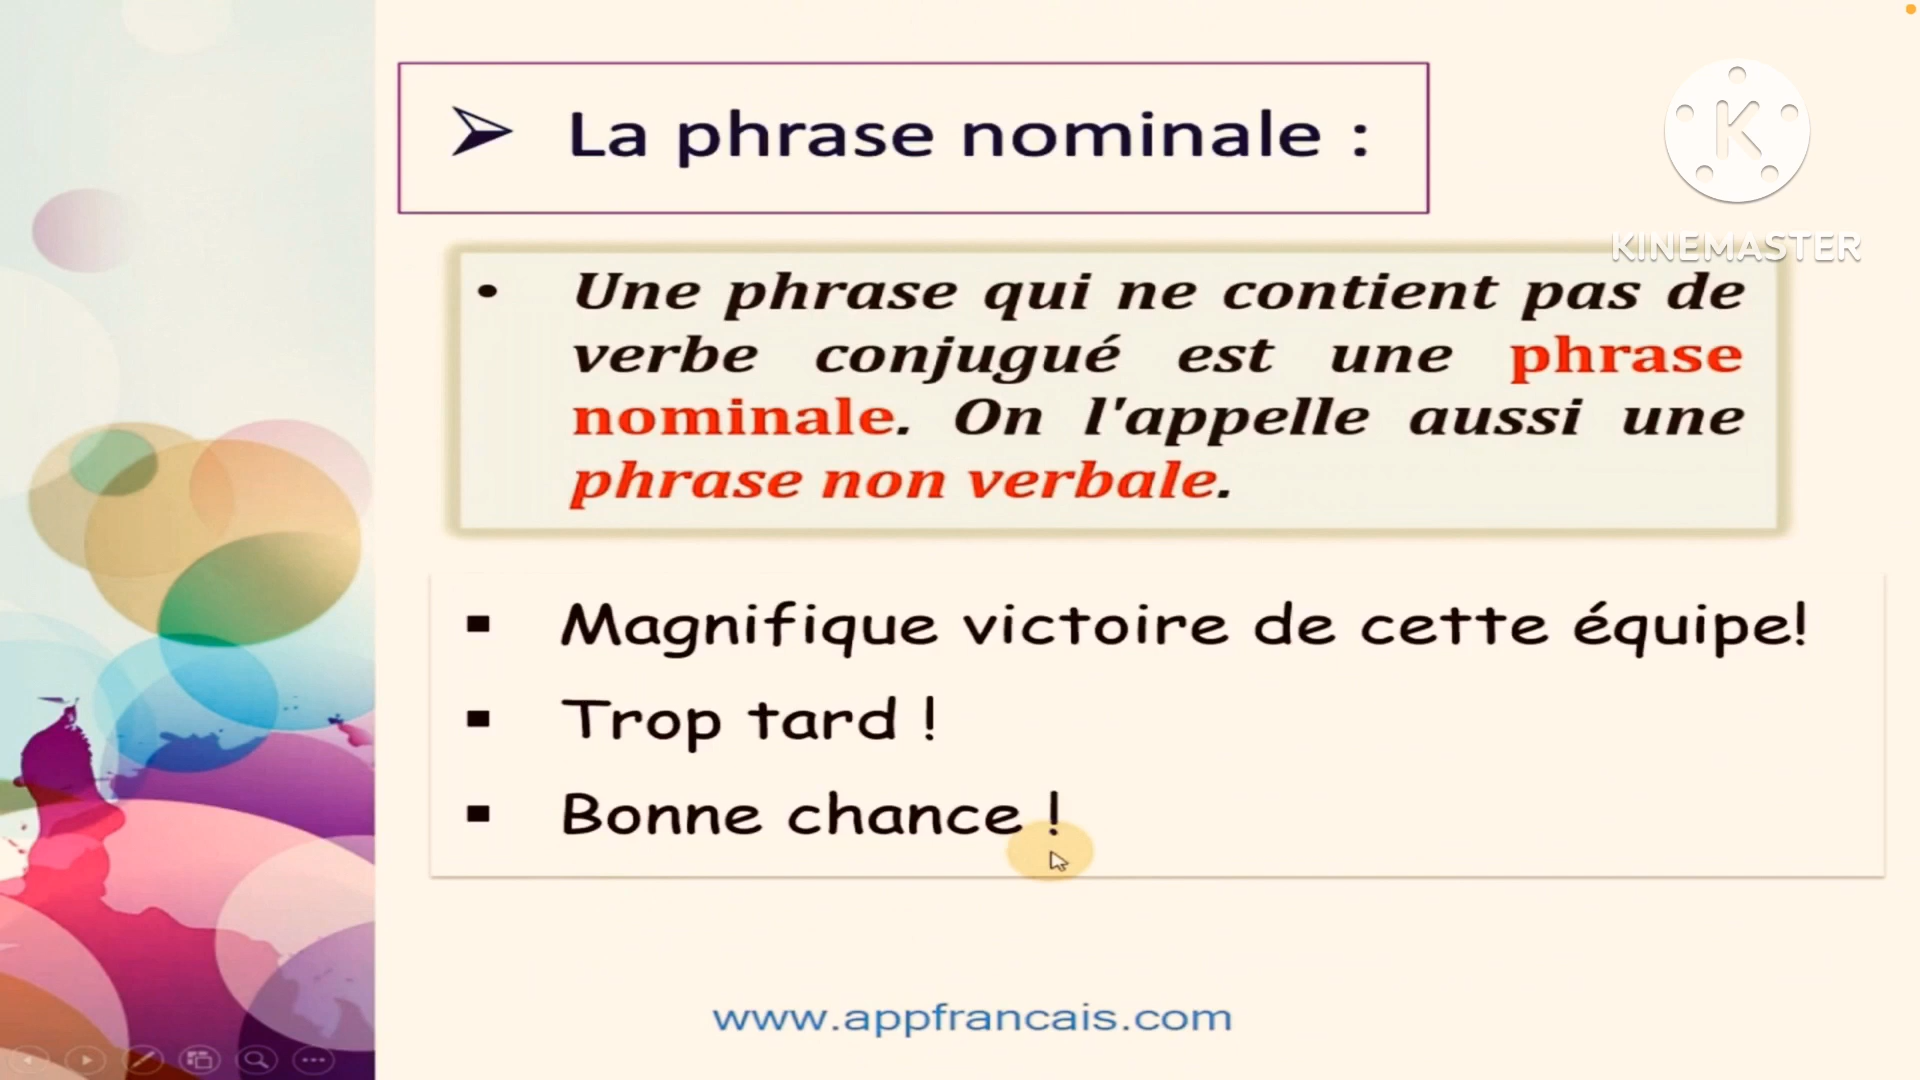 La phrase nominale :
KINEMASTER
• Une phrase qui ne contient pas de
verbe conjugué est une phrase
nominale. On l'appelle aussi une
phrase non verbale.
▪ Magnifique victoire de cette équipe!
▪ Trop tard !
▪ Bonne chance !
www.appfrancais.com